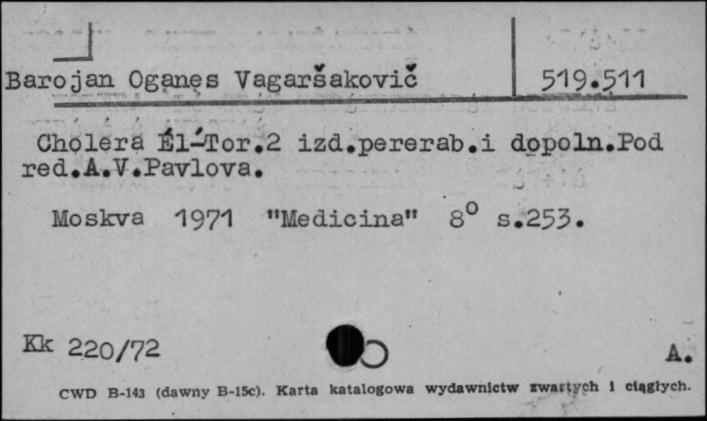 Barojan Oganes Vagaršakovič 519.511
Cholera Él-Tor.2 izd.pererab.i dopoln.Pod
red.A.V.Pavlova.
Moskva 1971 "Medicina" 8° s.253.
Kk 220/72 A.
CWD B-143 (dawny B-15c). Karta katalogowa wydawnictw zwartych i ciągłych.